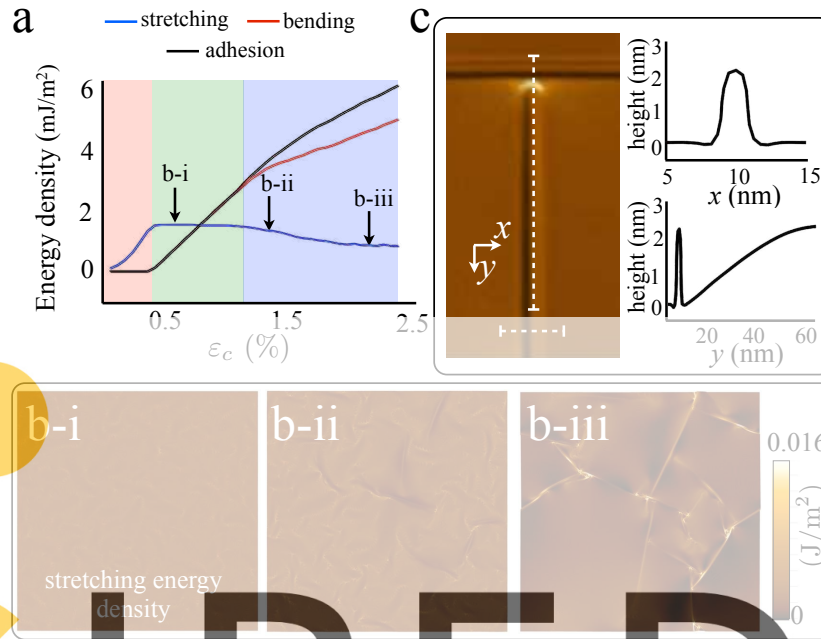 a
stretching
bending
adhesion
Energy density (mJ/m²)
6
4
2
0
b-i
b-ii
b-iii
0.5
1.5
2.5
ε_c (%)
c
x
y
height (nm)
3
2
1
0
5
10
15
x (nm)
height (nm)
3
2
1
0
20
40
60
y (nm)
b-i
b-ii
b-iii
stretching energy
density
0.016
(J/m²)
0